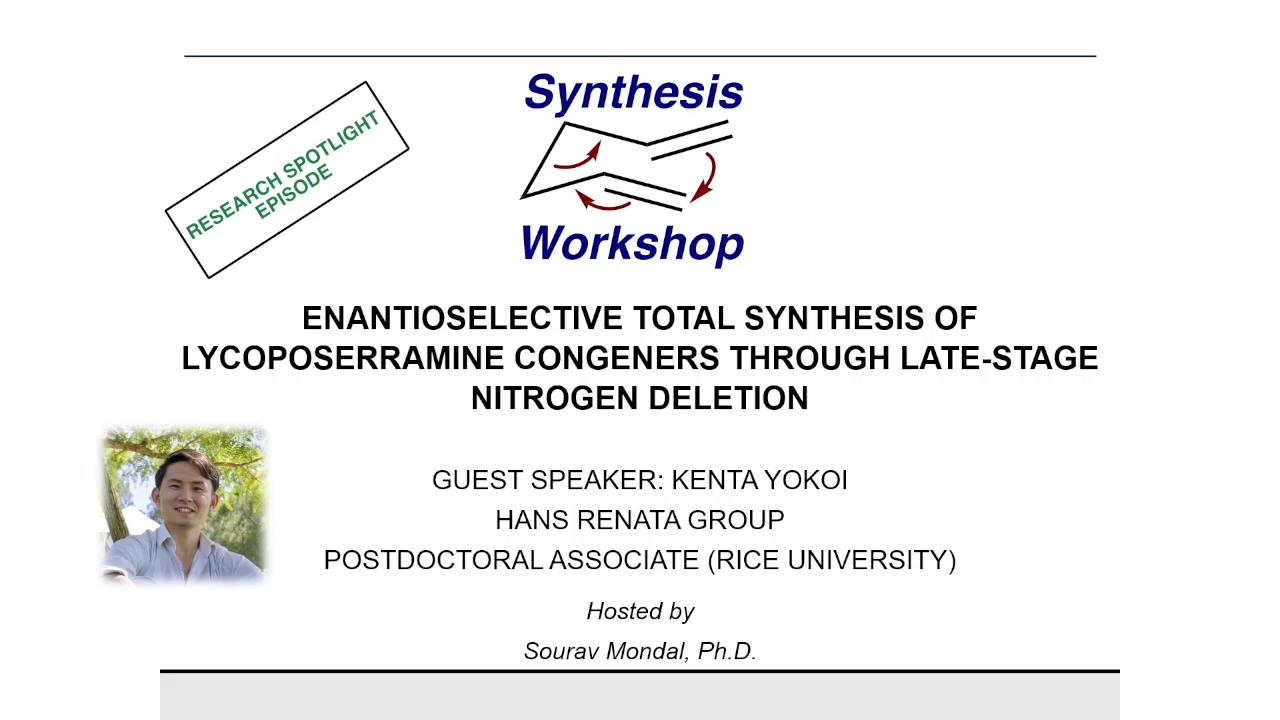 RESEARCH SPOTLIGHT
EPISODE
Synthesis
Workshop
ENANTIOSELECTIVE TOTAL SYNTHESIS OF
LYCOPOSERRAMINE CONGENERS THROUGH LATE-STAGE
NITROGEN DELETION
GUEST SPEAKER: KENTA YOKOI
HANS RENATA GROUP
POSTDOCTORAL ASSOCIATE (RICE UNIVERSITY)
Hosted by
Sourav Mondal, Ph.D.